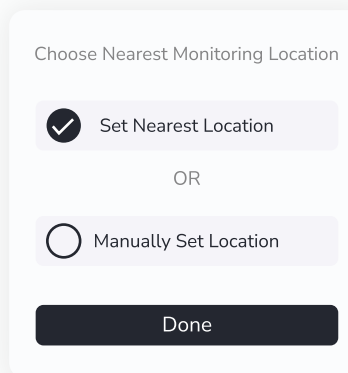 Choose Nearest Monitoring Location
Set Nearest Location
OR
Manually Set Location
Done